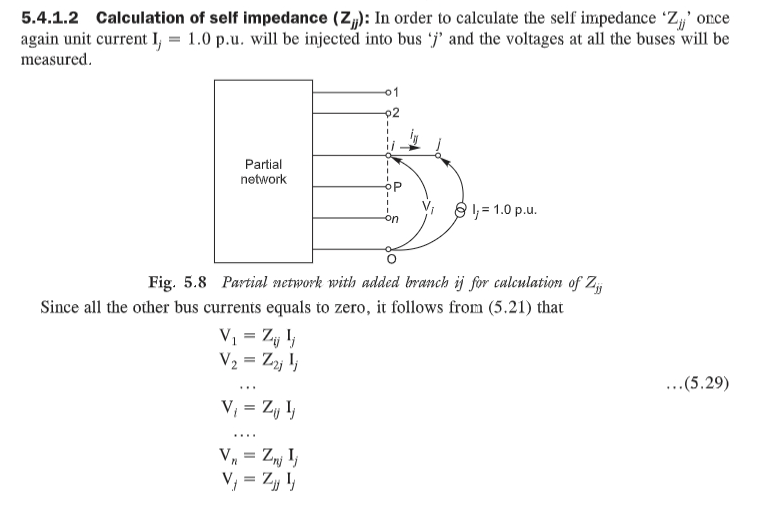 5.4.1.2 Calculation of self impedance (Zjj): In order to calculate the self impedance ‘Zjj’ once
again unit current Ij = 1.0 p.u. will be injected into bus ‘j’ and the voltages at all the buses will be
measured.
1
2
iij
i
j
Partial
network
P
Vi
Ij = 1.0 p.u.
n
O
Fig. 5.8 Partial network with added branch ij for calculation of Zjj
Since all the other bus currents equals to zero, it follows from (5.21) that
V1 = Zij Ij
V2 = Z2j Ij
...
...(5.29)
Vi = Zij Ij
....
Vn = Znj Ij
Vj = Zjj Ij